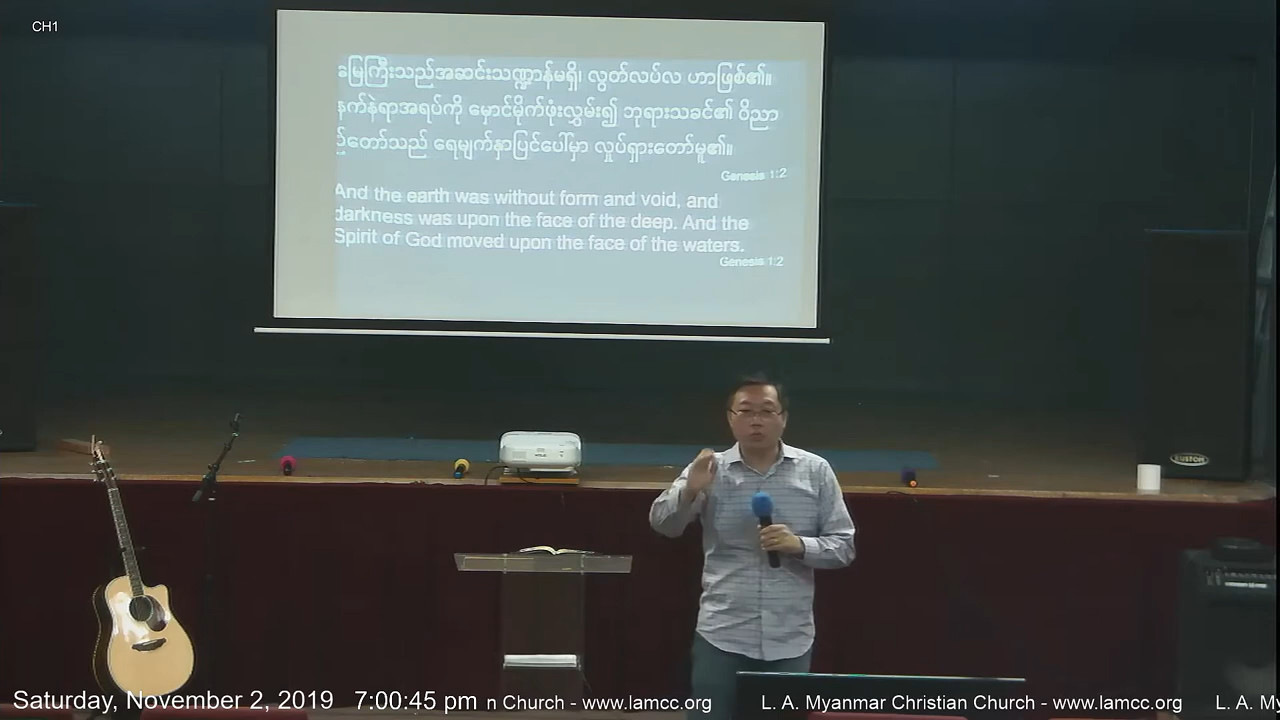 CH1
မြေကြီးသည်အဆင်းသဏ္ဍာန်မရှိ၊ လွတ်လပ်လ ဟာဖြစ်၏။
နက်နဲရာအရပ်ကို မှောင်မိုက်ဖုံးလွှမ်း၍ ဘုရားသခင်၏ ဝိညာ
ဉ်တော်သည် ရေမျက်နှာပြင်ပေါ်မှာ လှုပ်ရှားတော်မူ၏။
Genesis 1:2
And the earth was without form and void, and
darkness was upon the face of the deep. And the
Spirit of God moved upon the face of the waters.
Genesis 1:2
KUSTOM
Saturday, November 2, 2019 7:00:45 pm n Church - www.lamcc.org L. A. Myanmar Christian Church - www.lamcc.org L. A. My